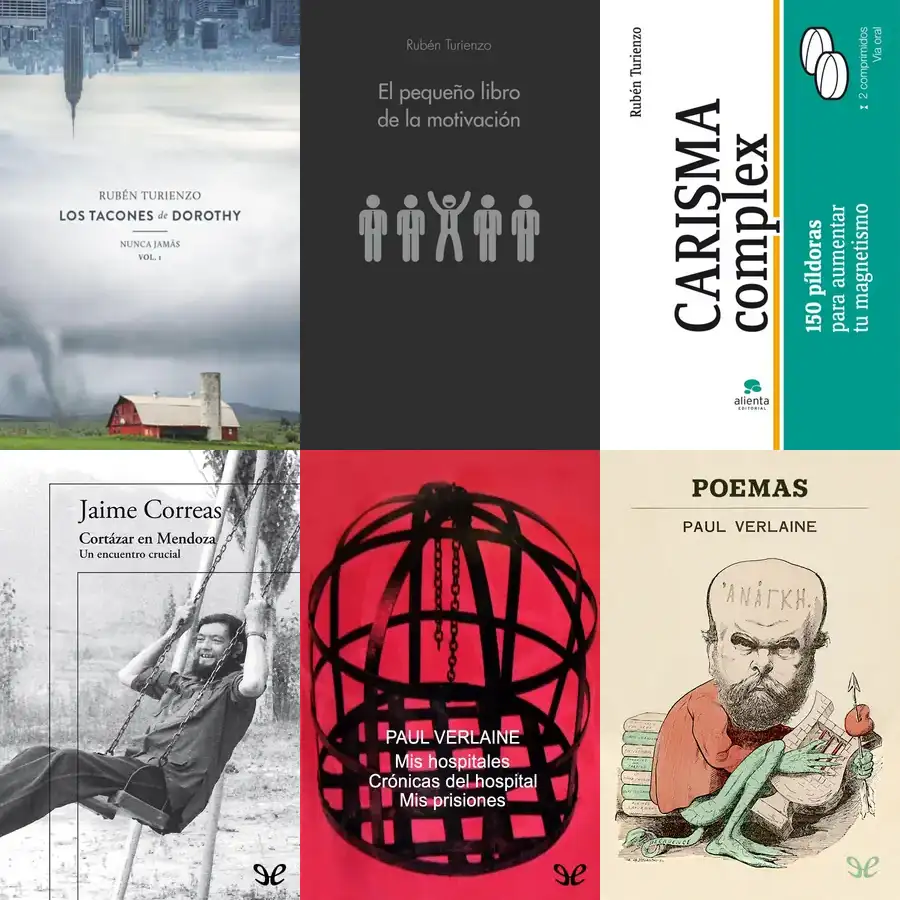 RUBÉN TURIENZO
LOS TACONES de DOROTHY
NUNCA JAMÁS
VOL. 1
Rubén Turienzo
El pequeño libro
de la motivación
Rubén Turienzo
CARISMA
complex
alienta
EDITORIAL
2 comprimidos
Vía oral
150 píldoras
para aumentar
tu magnetismo
Jaime Correas
Cortázar en Mendoza
Un encuentro crucial
PAUL VERLAINE
Mis hospitales
Crónicas del hospital
Mis prisiones
POEMAS
PAUL VERLAINE
ἈΝΆΓΚΗ.